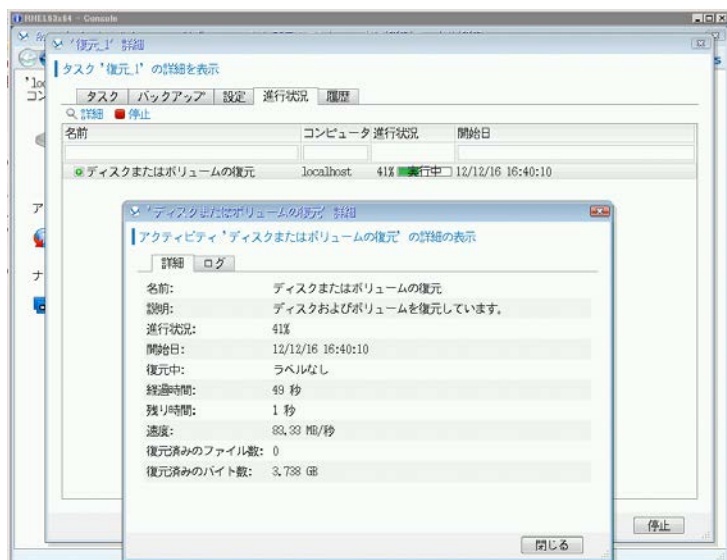 RHEL63x64 - Console
'復元_1' 詳細
タスク '復元_1' の詳細を表示
タスク バックアップ 設定 進行状況 履歴
詳細 停止
名前 コンピュータ 進行状況 開始日
ディスクまたはボリュームの復元 localhost 41% 実行中 12/12/16 16:40:10
'ディスクまたはボリュームの復元' 詳細
アクティビティ 'ディスクまたはボリュームの復元' の詳細の表示
詳細 ログ
名前: ディスクまたはボリュームの復元
説明: ディスクおよびボリュームを復元しています。
進行状況: 41%
開始日: 12/12/16 16:40:10
復元中: ラベルなし
経過時間: 49 秒
残り時間: 1 秒
速度: 83.33 MB/秒
復元済みのファイル数: 0
復元済みのバイト数: 3.738 GB
閉じる
停止
'loc
コン
ア
ナ